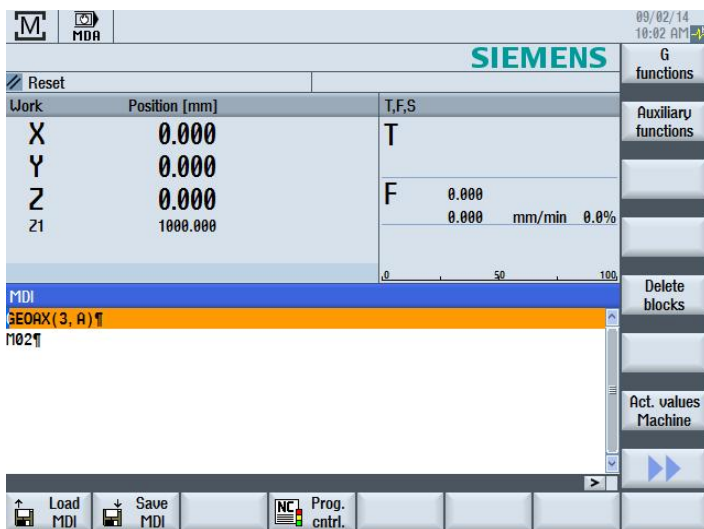 M
MDA
09/02/14
10:02 AM
SIEMENS
G
functions
Reset
Work Position [mm] T,F,S
Auxiliary
functions
X 0.000 T
Y 0.000
Z 0.000 F 0.000
0.000 mm/min 0.0%
Z1 1000.000
0 50 100
MDI
Delete
blocks
GEOAX(3, A)¶
M02¶
Act. values
Machine
Load
MDI
Save
MDI
NC
Prog.
cntrl.